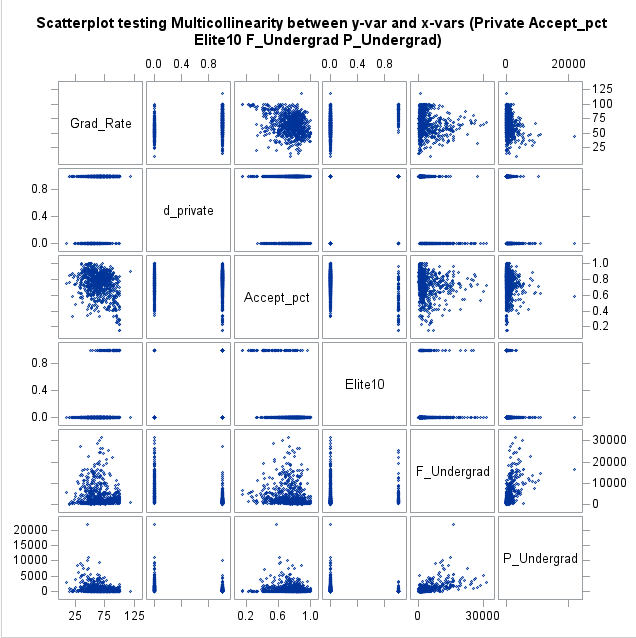 Scatterplot testing Multicollinearity between y-var and x-vars (Private Accept_pct
Elite10 F_Undergrad P_Undergrad)
0.0 0.4 0.8 0.0 0.4 0.8 0 20000
Grad_Rate
125
100
75
50
25
0.8
0.4
0.0
d_private
Accept_pct
1.0
0.8
0.6
0.4
0.2
0.8
0.4
0.0
Elite10
F_Undergrad
30000
20000
10000
0
20000
15000
10000
5000
0
P_Undergrad
25 75 125 0.2 0.6 1.0 0 30000